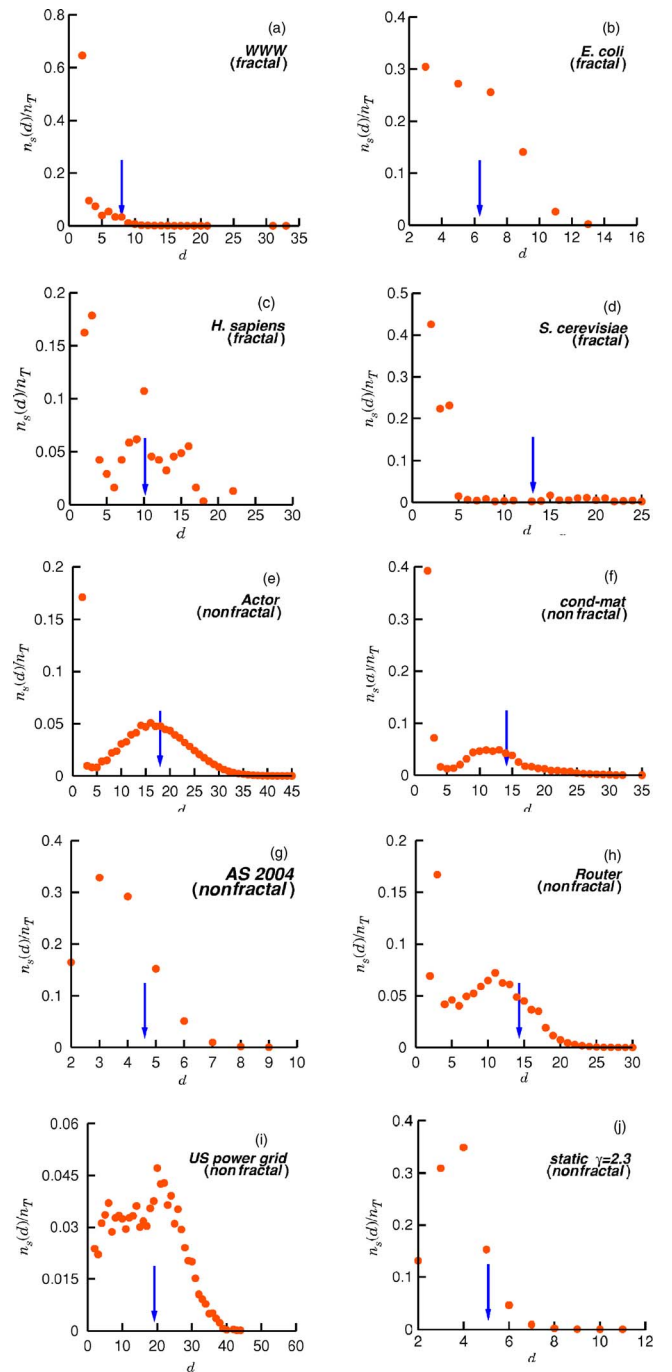 (a)
WWW
(fractal)
n_s(d)/n_T
0.8
0.6
0.4
0.2
0
0 5 10 15 20 25 30 35
d
(b)
E. coli
(fractal)
n_s(d)/n_T
0.4
0.3
0.2
0.1
0
2 4 6 8 10 12 14 16
d
(c)
H. sapiens
(fractal)
n_s(d)/n_T
0.2
0.15
0.1
0.05
0
0 5 10 15 20 25 30
d
(d)
S. cerevisiae
(fractal)
n_s(d)/n_T
0.5
0.4
0.3
0.2
0.1
0
0 5 10 15 20 25
d
(e)
Actor
(nonfractal)
n_s(d)/n_T
0.2
0.15
0.1
0.05
0
0 5 10 15 20 25 30 35 40 45
d
(f)
cond-mat
(non fractal)
n_s(d)/n_T
0.4
0.3
0.2
0.1
0
0 5 10 15 20 25 30 35
d
(g)
AS 2004
(nonfractal)
n_s(d)/n_T
0.4
0.3
0.2
0.1
0
2 3 4 5 6 7 8 9 10
d
(h)
Router
(nonfractal)
n_s(d)/n_T
0.2
0.15
0.1
0.05
0
0 5 10 15 20 25 30
d
(i)
US power grid
(non fractal)
n_s(d)/n_T
0.06
0.045
0.03
0.015
0
0 10 20 30 40 50 60
d
(j)
static γ=2.3
(nonfractal)
n_s(d)/n_T
0.4
0.3
0.2
0.1
0
2 4 6 8 10 12
d